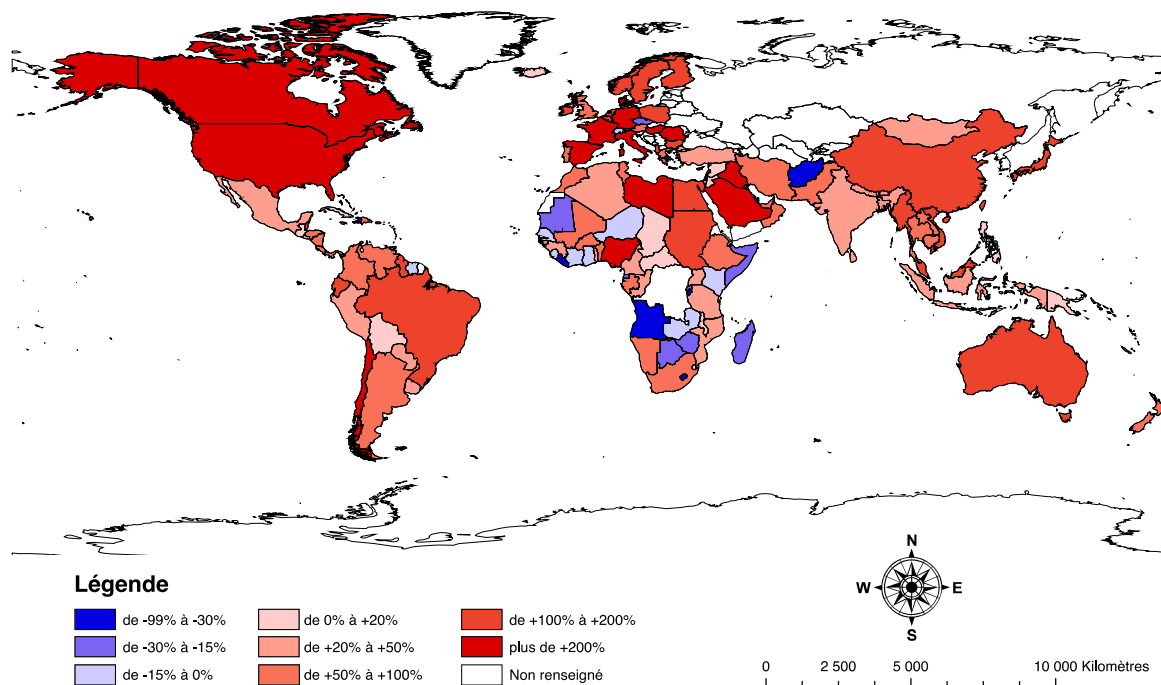 N
W
E
S
Légende
de -99% à -30%
de -30% à -15%
de -15% à 0%
de 0% à +20%
de +20% à +50%
de +50% à +100%
de +100% à +200%
plus de +200%
Non renseigné
0 2 500 5 000 10 000 Kilomètres